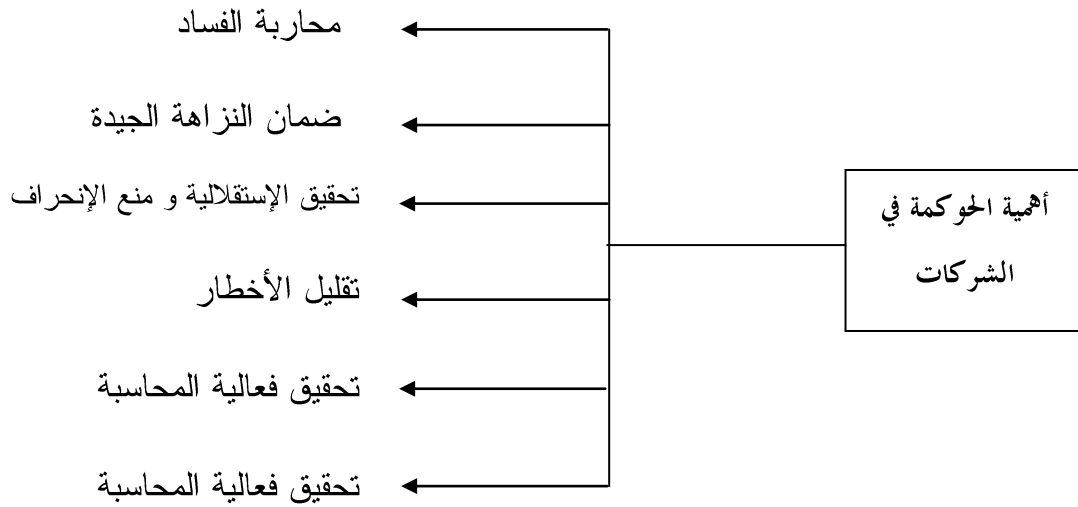 أهمية الحوكمة في
الشركات
محاربة الفساد
ضمان النزاهة الجيدة
تحقيق الإستقلالية و منع الإنحراف
تقليل الأخطار
تحقيق فعالية المحاسبة
تحقيق فعالية المحاسبة